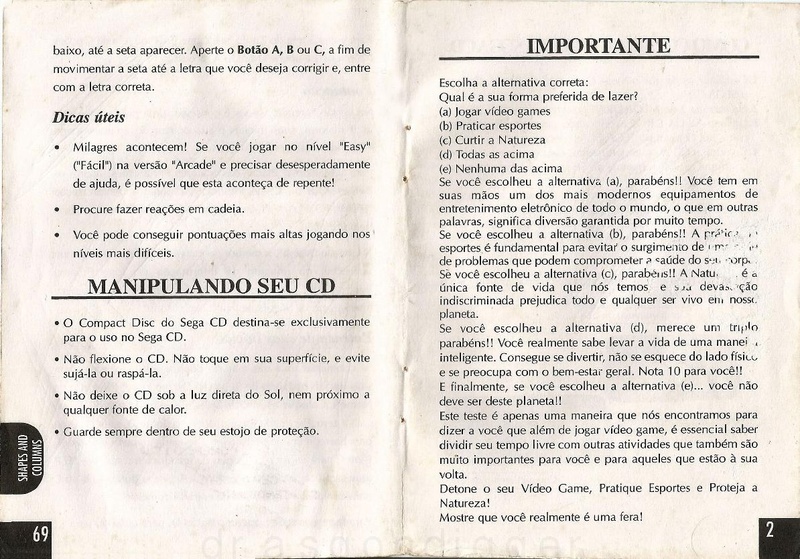 baixo, até a seta aparecer. Aperte o Botão A, B ou C, a fim de
movimentar a seta até a letra que você deseja corrigir e, entre
com a letra correta.
Dicas úteis
• Milagres acontecem! Se você jogar no nível "Easy"
("Fácil") na versão "Arcade" e precisar desesperadamente
de ajuda, é possível que esta aconteça de repente!
• Procure fazer reações em cadeia.
• Você pode conseguir pontuações mais altas jogando nos
níveis mais difíceis.
MANIPULANDO SEU CD
• O Compact Disc do Sega CD destina-se exclusivamente
para o uso no Sega CD.
• Não flexione o CD. Não toque em sua superfície, e evite
sujá-la ou raspá-la.
• Não deixe o CD sob a luz direta do Sol, nem próximo a
qualquer fonte de calor.
• Guarde sempre dentro de seu estojo de proteção.
SHAPES AND
COLUMNS
69
IMPORTANTE
Escolha a alternativa correta:
Qual é a sua forma preferida de lazer?
(a) Jogar vídeo games
(b) Praticar esportes
(c) Curtir a Natureza
(d) Todas as acima
(e) Nenhuma das acima
Se você escolheu a alternativa (a), parabéns!! Você tem em
suas mãos um dos mais modernos equipamentos de
entretenimento eletrônico de todo o mundo, o que em outras
palavras, significa diversão garantida por muito tempo.
Se você escolheu a alternativa (b), parabéns!! A
esportes é fundamental para evitar o surgimento de
de problemas que podem comprometer a saúde do seu corpo.
Se você escolheu a alternativa (c), parabéns!! A é a
única fonte de vida que nós temos e sua devastação
indiscriminada prejudica todo e qualquer ser vivo em nosso
planeta.
Se você escolheu a alternativa (d), merece um triplo
parabéns!! Você realmente sabe levar a vida de uma
inteligente. Consegue se divertir, não se esquece do lado físico
e se preocupa com o bem-estar geral. Nota 10 para você!!
E finalmente, se você escolheu a alternativa (e)... você não
deve ser deste planeta!!
Este teste é apenas uma maneira que nós encontramos para
dizer a você que além de jogar vídeo game, é essencial saber
dividir seu tempo livre com outras atividades que também são
muito importantes para você e para aqueles que estão à sua
volta.
Detone o seu Vídeo Game, Pratique Esportes e Proteja a
Natureza!
Mostre que você realmente é uma fera!
2